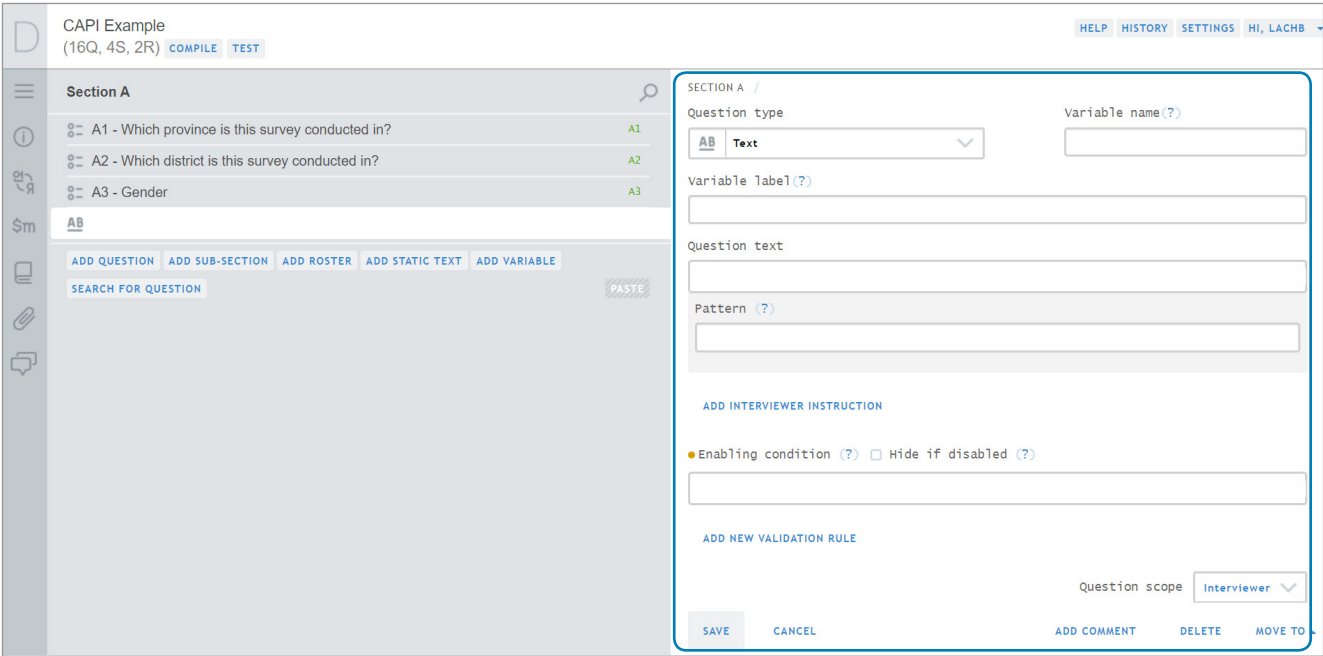 D
CAPI Example
(16Q, 4S, 2R) COMPILE TEST
HELP HISTORY SETTINGS HI, LACHB
Section A
A1 - Which province is this survey conducted in? A1
A2 - Which district is this survey conducted in? A2
A3 - Gender A3
AB
ADD QUESTION ADD SUB-SECTION ADD ROSTER ADD STATIC TEXT ADD VARIABLE
SEARCH FOR QUESTION PASTE
$m
SECTION A /
Question type Variable name(?)
AB Text
Variable label(?)
Question text
Pattern (?)
ADD INTERVIEWER INSTRUCTION
Enabling condition (?) Hide if disabled (?)
ADD NEW VALIDATION RULE
Question scope Interviewer
SAVE CANCEL ADD COMMENT DELETE MOVE TO